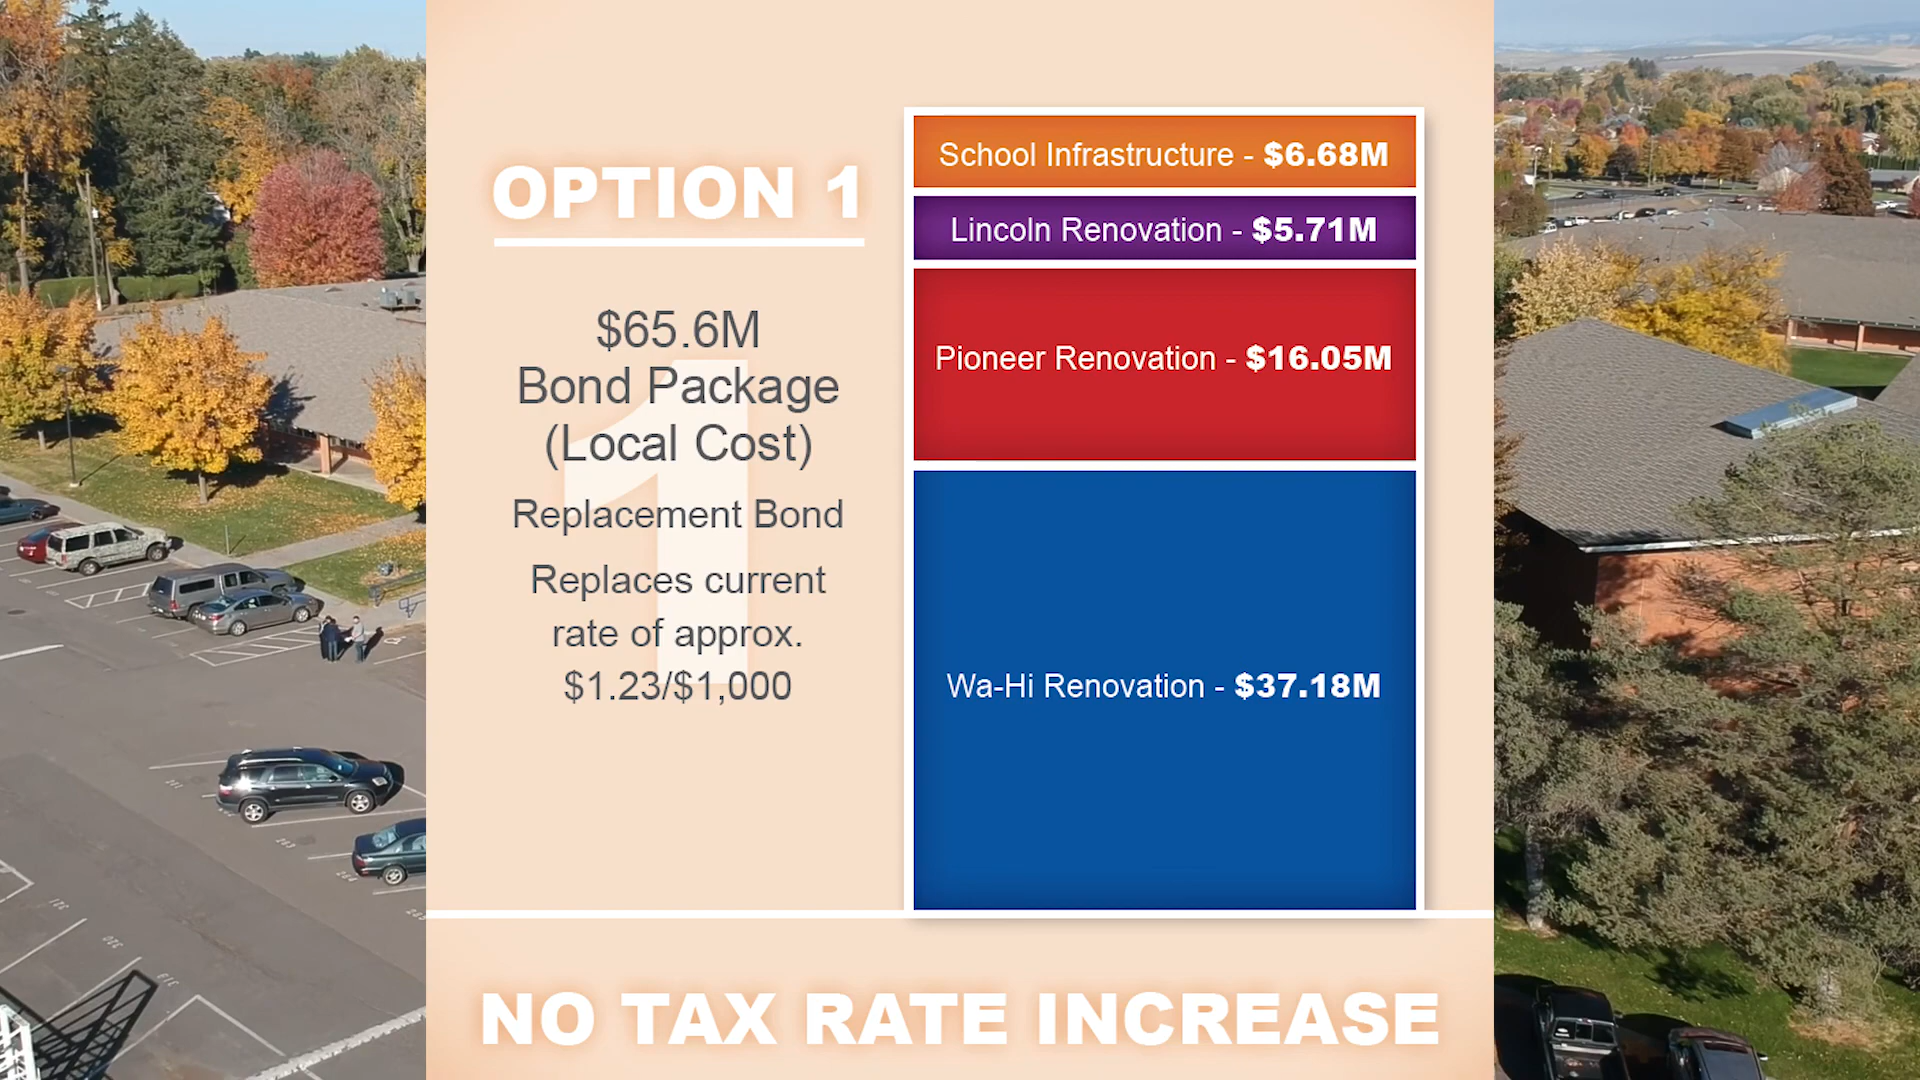 OPTION 1
$65.6M
Bond Package
(Local Cost)
Replacement Bond
Replaces current
rate of approx.
$1.23/$1,000
1
School Infrastructure - $6.68M
Lincoln Renovation - $5.71M
Pioneer Renovation - $16.05M
Wa-Hi Renovation - $37.18M
NO TAX RATE INCREASE